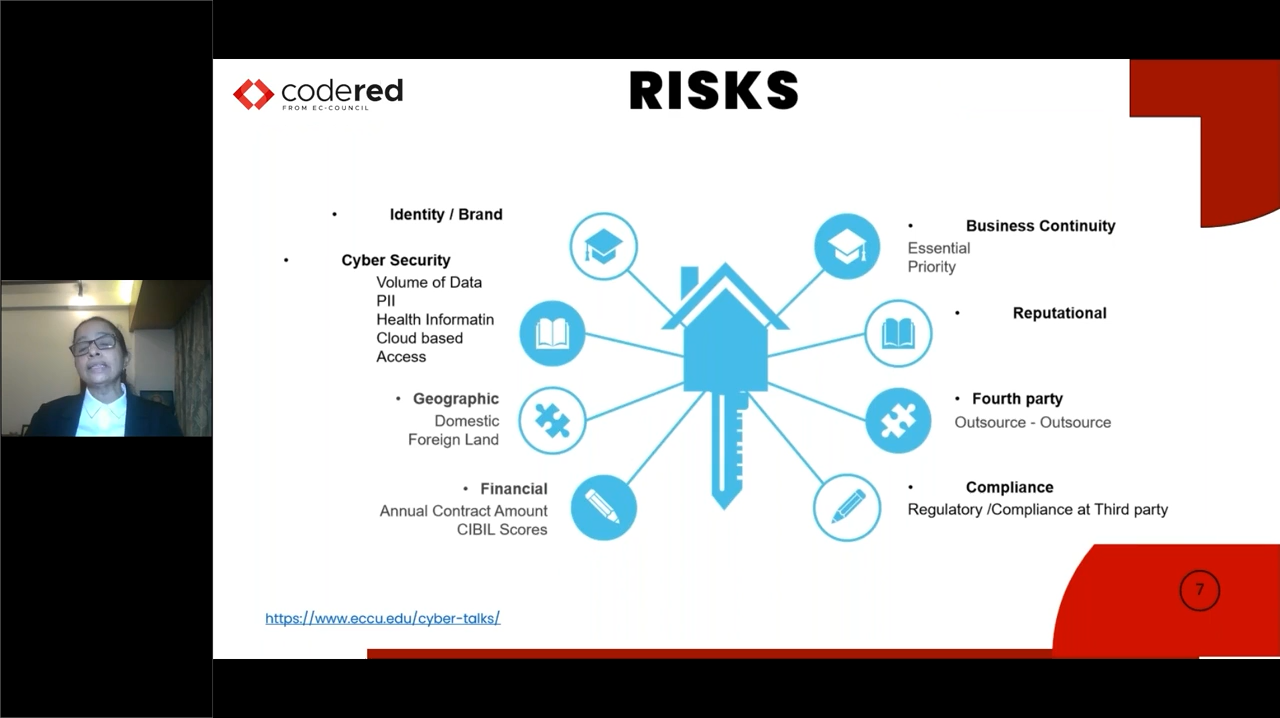 codered
FROM EC-COUNCIL
RISKS
• Identity / Brand
• Cyber Security
Volume of Data
PII
Health Informatin
Cloud based
Access
• Geographic
Domestic
Foreign Land
• Financial
Annual Contract Amount
CIBIL Scores
• Business Continuity
Essential
Priority
• Reputational
• Fourth party
Outsource - Outsource
• Compliance
Regulatory /Compliance at Third party
https://www.eccu.edu/cyber-talks/
7